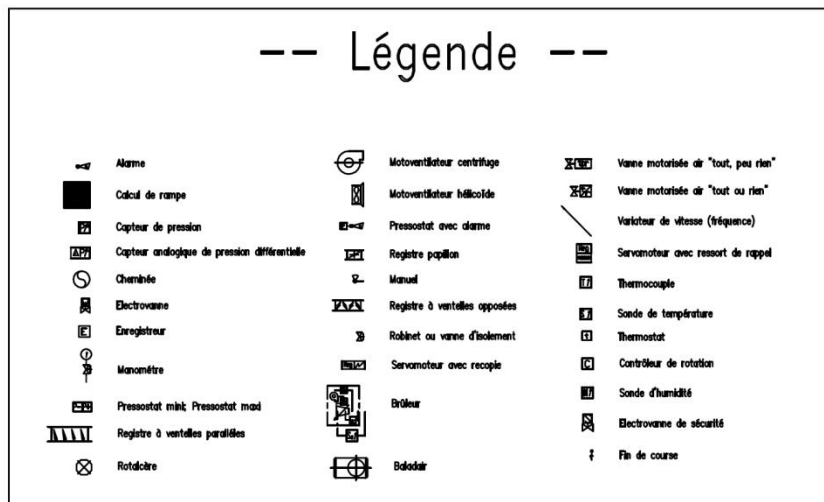 -- Légende --
Alarme
Calcul de rampe
Capteur de pression
Capteur analogique de pression différentielle
Cheminée
Electrovanne
Enregistreur
Manomètre
Pressostat mini; Pressostat maxi
Registre à ventelles parallèles
Rotalcère
Motoventilateur centrifuge
Motoventilateur hélicoïde
Pressostat avec alarme
Registre papillon
Manuel
Registre à ventelles opposées
Robinet ou vanne d'isolement
Servomoteur avec recopie
Brûleur
Baladair
Vanne motorisée air "tout, peu rien"
Vanne motorisée air "tout ou rien"
Variateur de vitesse (fréquence)
Servomoteur avec ressort de rappel
Thermocouple
Sonde de température
Thermostat
Contrôleur de rotation
Sonde d'humidité
Electrovanne de sécurité
Fin de course